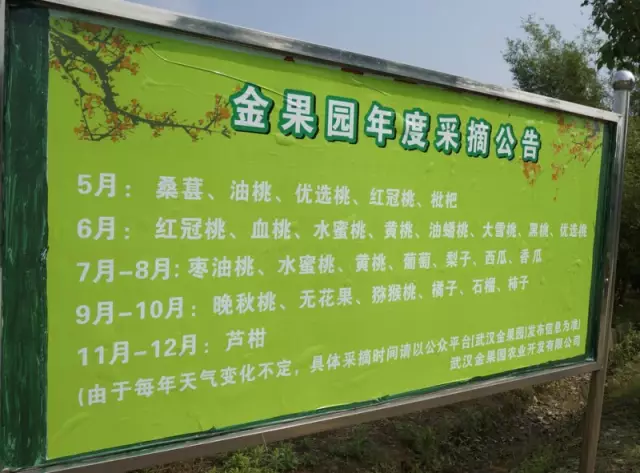 金果园年度采摘公告
5月：桑葚、油桃、优选桃、红冠桃、枇杷
6月：红冠桃、血桃、水蜜桃、黄桃、油蟠桃、大雪桃、黑桃、优选桃
7月-8月:枣油桃、水蜜桃、黄桃、葡萄、梨子、西瓜、香瓜
9月-10月：晚秋桃、无花果、猕猴桃、橘子、石榴、柿子
11月-12月：芦柑
(由于每年天气变化不定，具体采摘时间请以公众平台[武汉金果园]发布信息为准)
武汉金果园农业开发有限公司